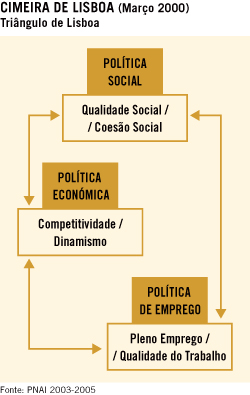 CIMEIRA DE LISBOA (Março 2000)
Triângulo de Lisboa
POLÍTICA
SOCIAL
Qualidade Social /
/ Coesão Social
POLÍTICA
ECONÓMICA
Competitividade /
Dinamismo
POLÍTICA
DE EMPREGO
Pleno Emprego /
/ Qualidade do Trabalho
Fonte: PNAI 2003-2005